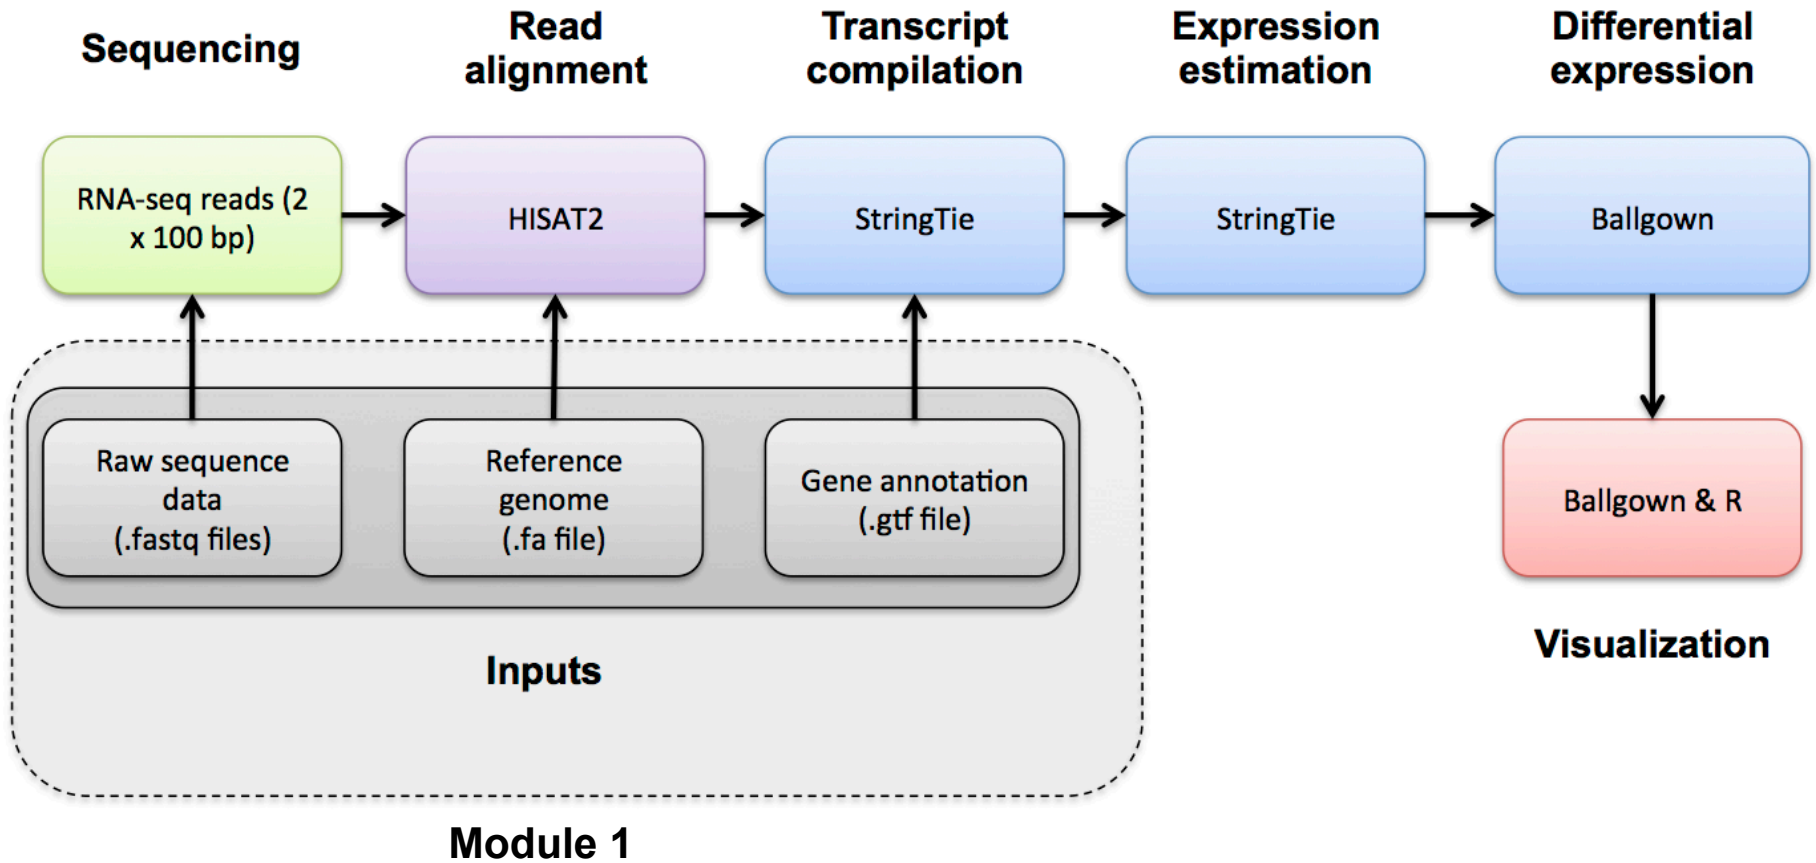 Sequencing
Read
alignment
Transcript
compilation
Expression
estimation
Differential
expression
RNA-seq reads (2
x 100 bp)
HISAT2
StringTie
StringTie
Ballgown
Raw sequence
data
(.fastq files)
Reference
genome
(.fa file)
Gene annotation
(.gtf file)
Ballgown & R
Inputs
Visualization
Module 1